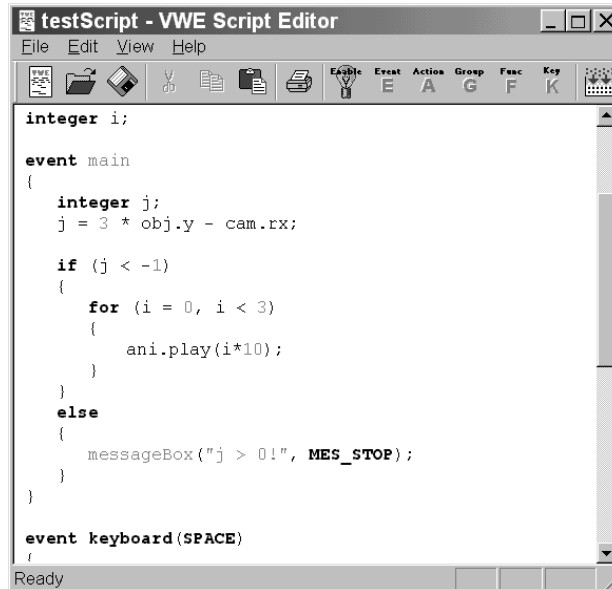 testScript - VWE Script Editor
File Edit View Help
Enable Event Action Group Func Key
E A G F K
integer i;
event main
{
integer j;
j = 3 * obj.y - cam.rx;
if (j < -1)
{
for (i = 0, i < 3)
{
ani.play(i*10);
}
}
else
{
messageBox("j > 0!", MES_STOP);
}
}
event keyboard(SPACE)
{
Ready